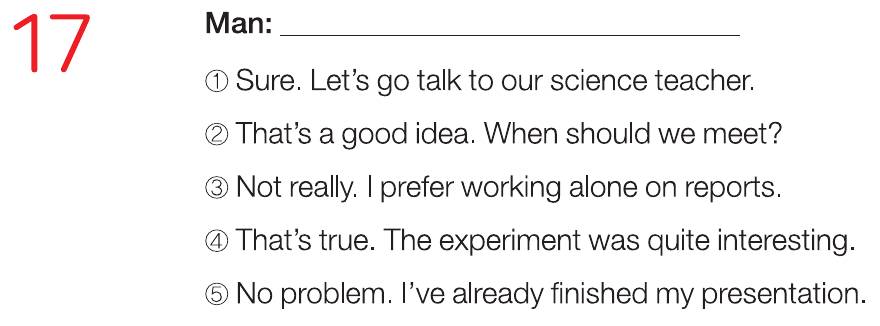 17
Man: ______________________________
① Sure. Let's go talk to our science teacher.
② That's a good idea. When should we meet?
③ Not really. I prefer working alone on reports.
④ That's true. The experiment was quite interesting.
⑤ No problem. I've already finished my presentation.